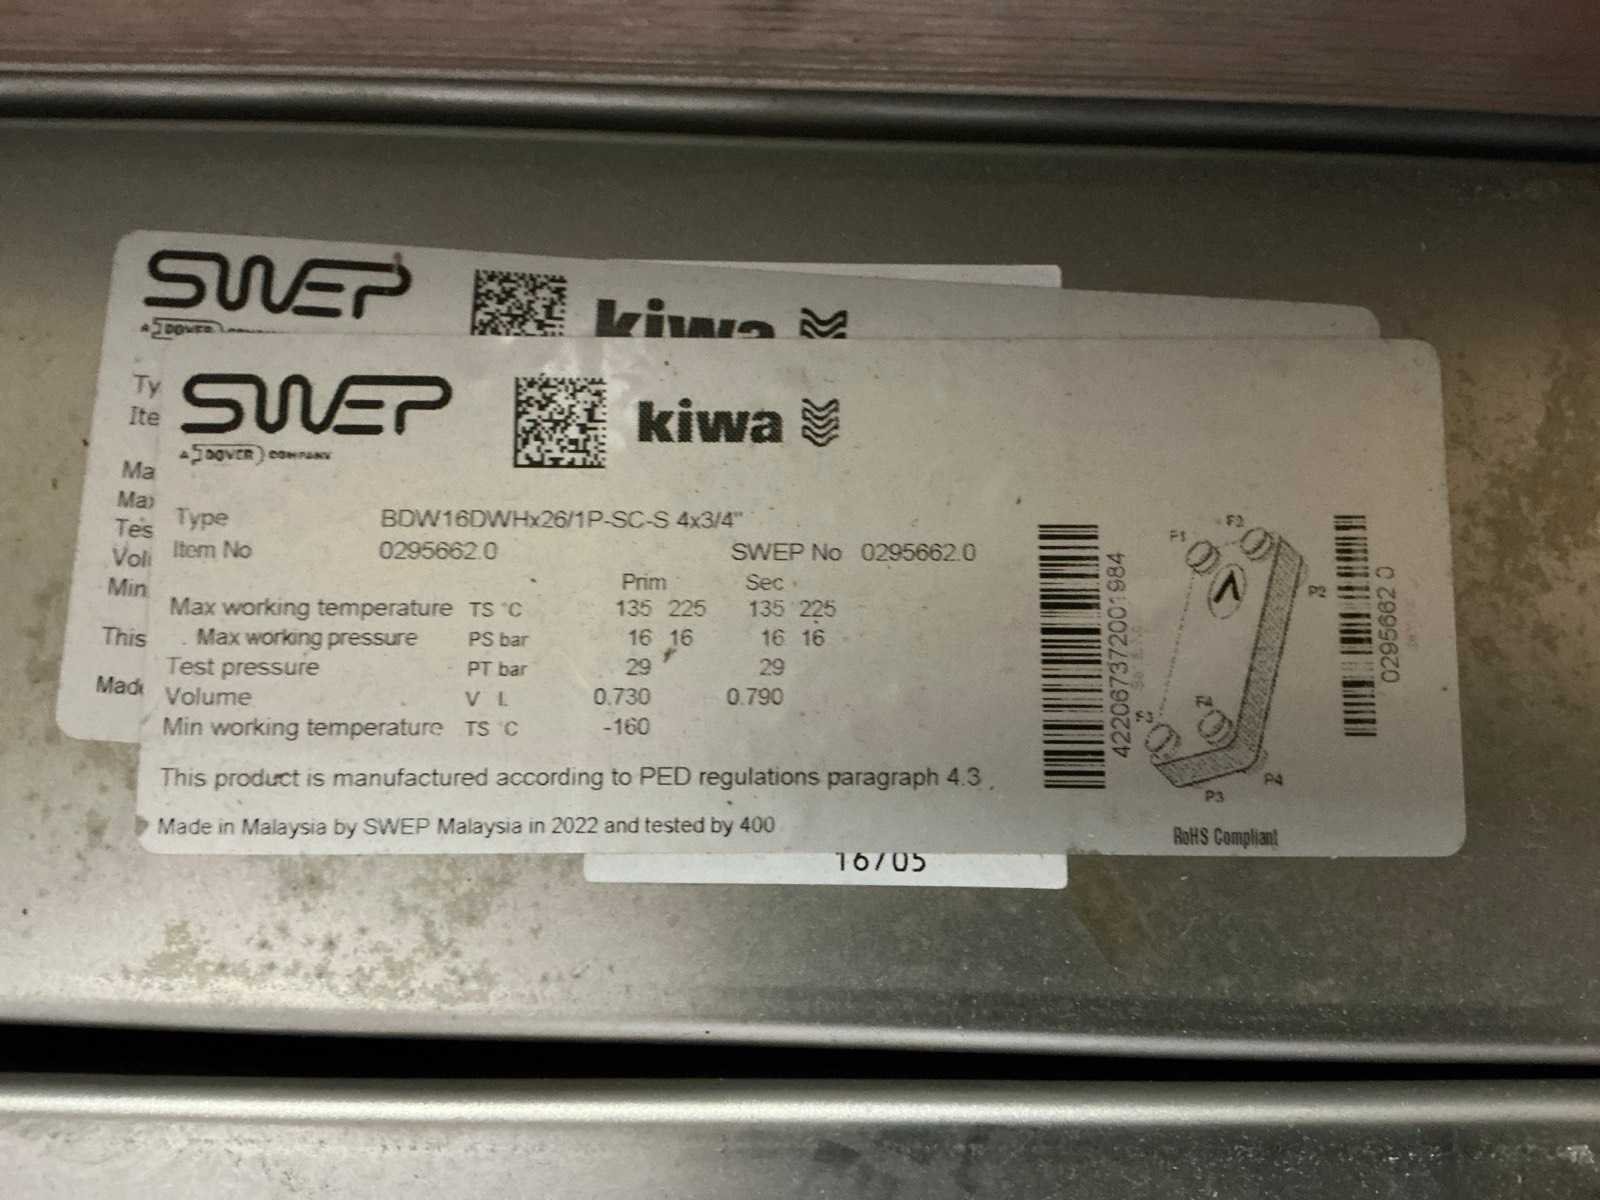 SWEP
A DOVER COMPANY
kiwa
Ty
Ite
Ma
Max
Tes
Volu
Min
This
Made
SWEP
A DOVER COMPANY
kiwa
Type BDW16DWHx26/1P-SC-S 4x3/4"
Item No 0295662.0 SWEP No 0295662.0
Prim Sec
Max working temperature TS °C 135 225 135 225
Max working pressure PS bar 16 16 16 16
Test pressure PT bar 29 29
Volume V L 0.730 0.790
Min working temperature TS °C -160
This product is manufactured according to PED regulations paragraph 4.3
Made in Malaysia by SWEP Malaysia in 2022 and tested by 400
422067372001984
F1
F2
P2
F3
F4
P3
P4
0295662.0
RoHS Compliant
16705